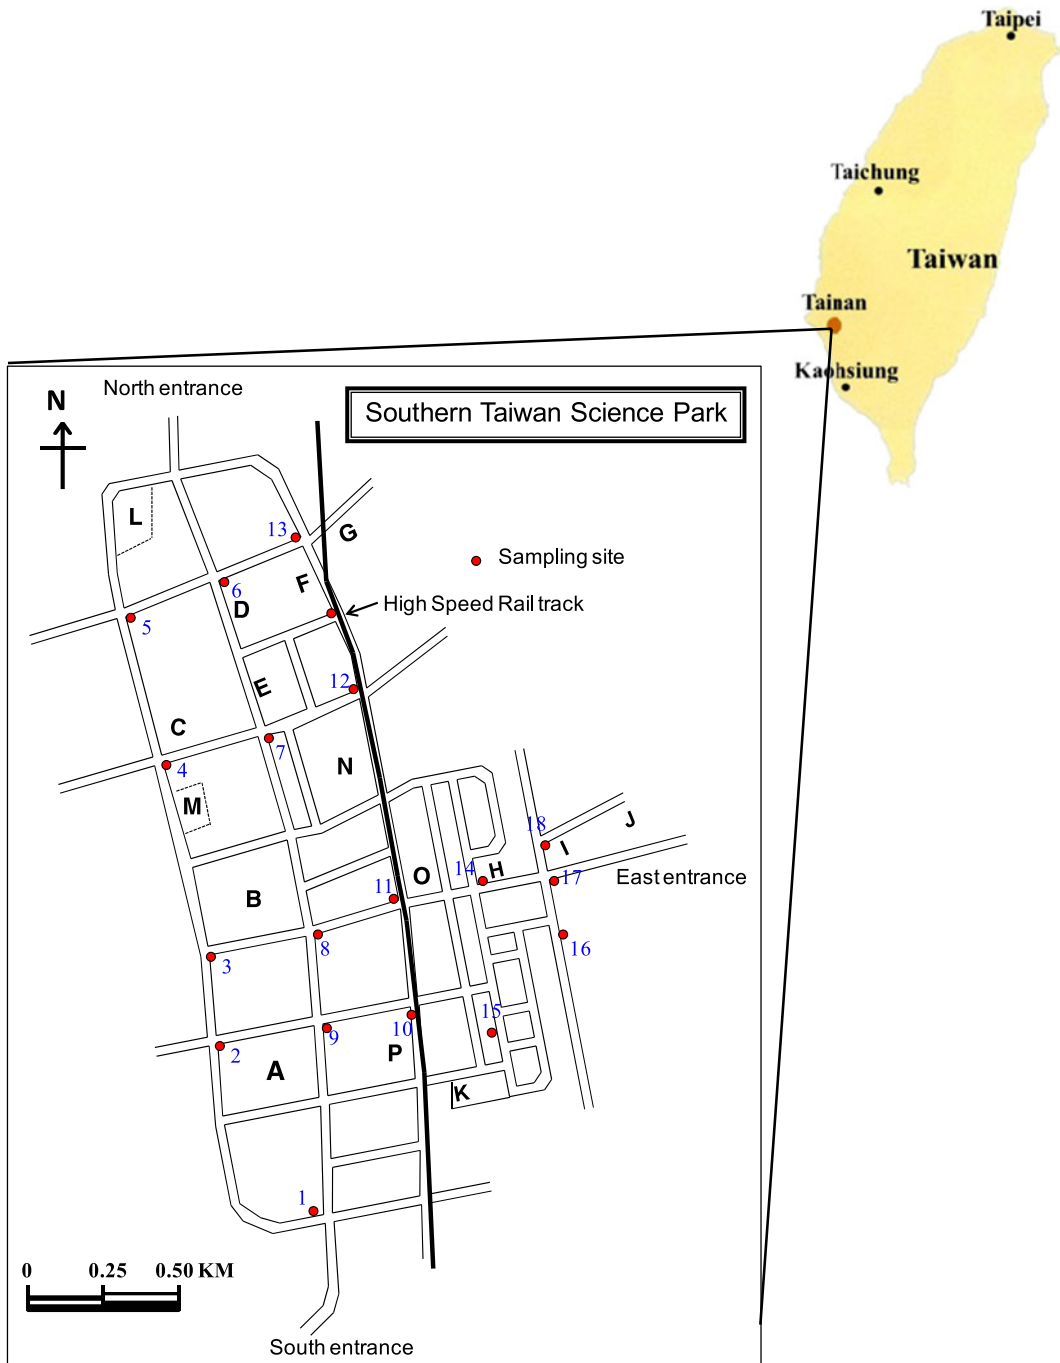 Taipei
Taichung
Taiwan
Tainan
Kaohsiung
North entrance
N
Southern Taiwan Science Park
L
13
G
Sampling site
F
6
D
High Speed Rail track
5
12
E
C
7
4
N
M
18
J
I
14
H
O
East entrance
11
B
8
16
17
3
15
10
9
2
P
A
K
1
0 0.25 0.50 KM
South entrance